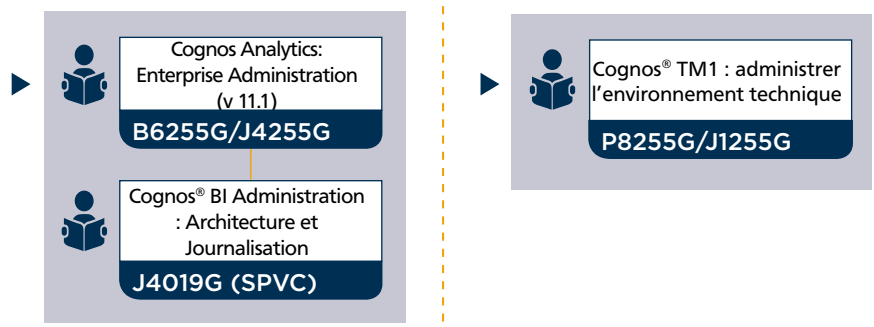 Cognos Analytics:
Enterprise Administration
(v 11.1)
B6255G/J4255G
Cognos® BI Administration
: Architecture et
Journalisation
J4019G (SPVC)
Cognos® TM1 : administrer
l’environnement technique
P8255G/J1255G